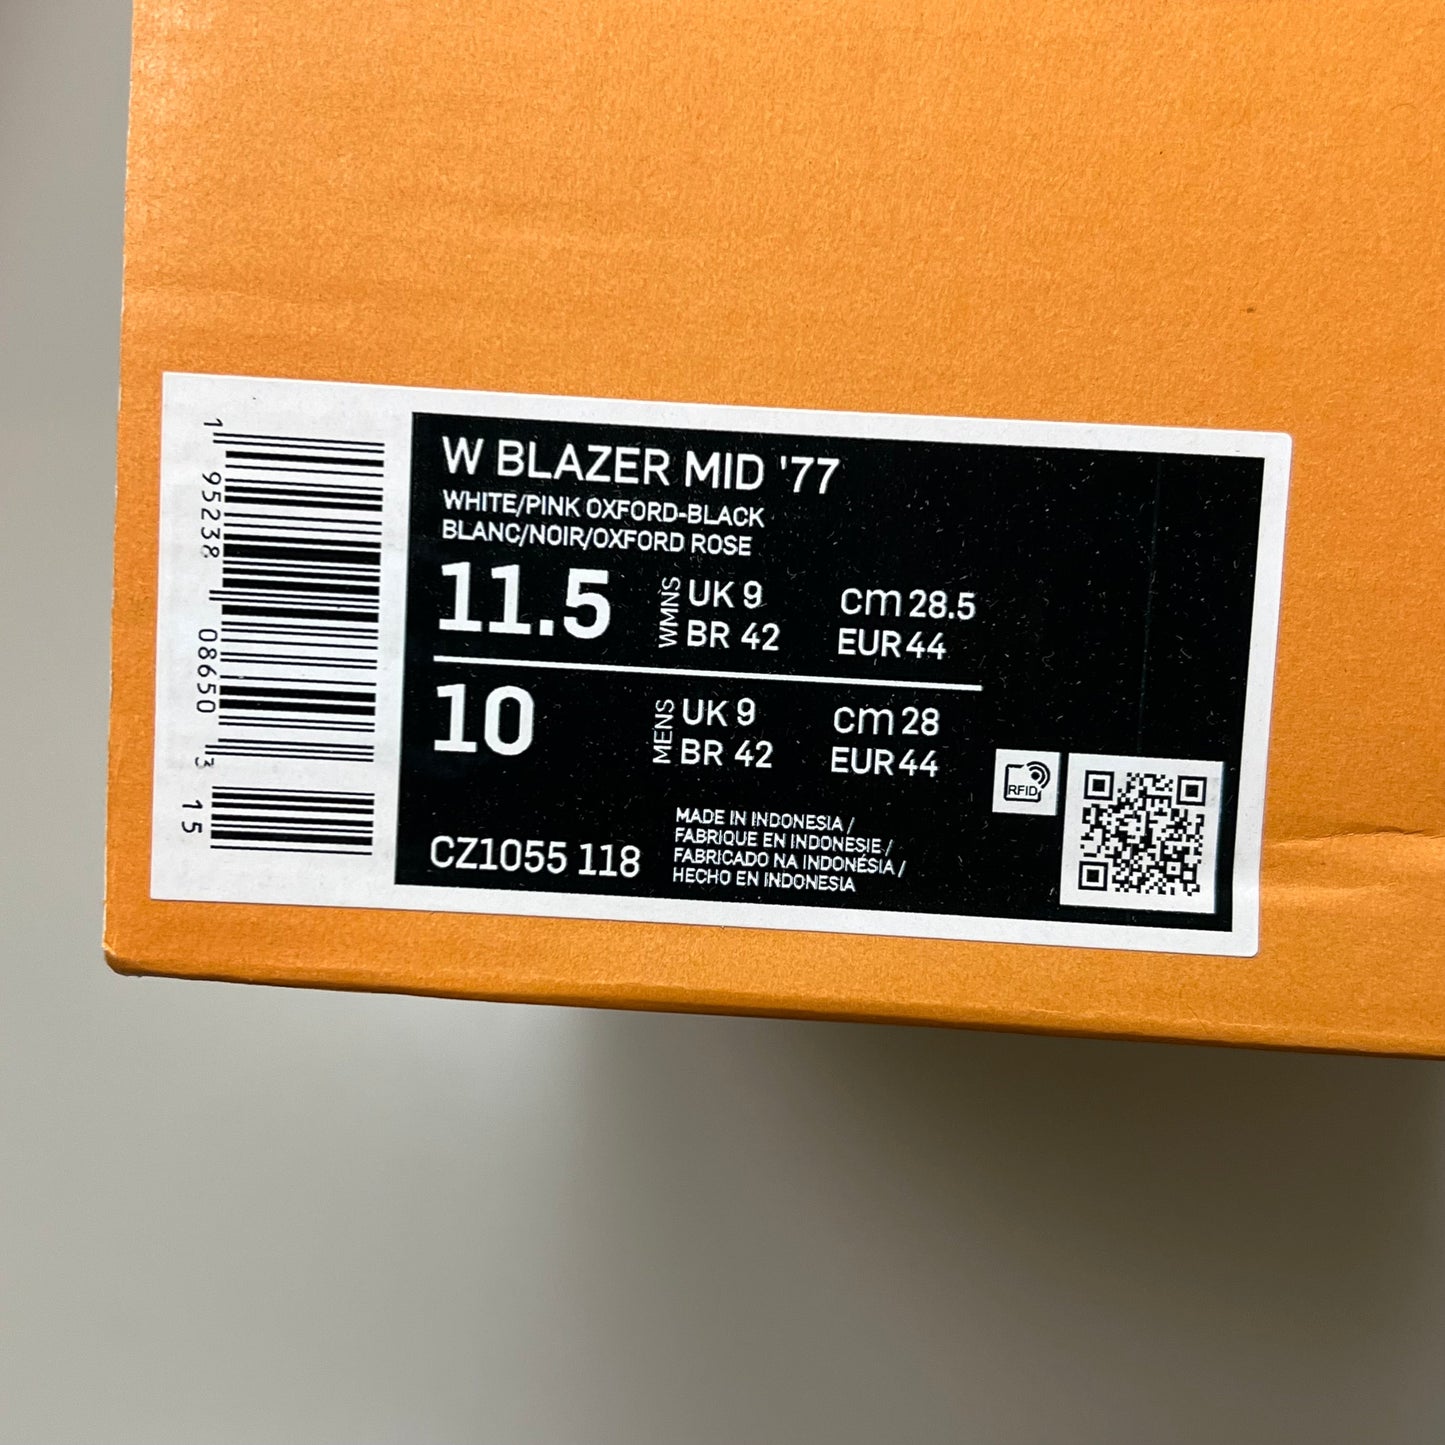 W BLAZER MID '77
WHITE/PINK OXFORD-BLACK
BLANC/NOIR/OXFORD ROSE
11.5
WMNS
UK 9
cm 28.5
BR 42
EUR 44
10
MENS
UK 9
cm 28
BR 42
EUR 44
CZ1055 118
MADE IN INDONESIA /
FABRIQUE EN INDONESIE /
FABRICADO NA INDONÉSIA /
HECHO EN INDONESIA
RFID
1 95238 08650 3 15